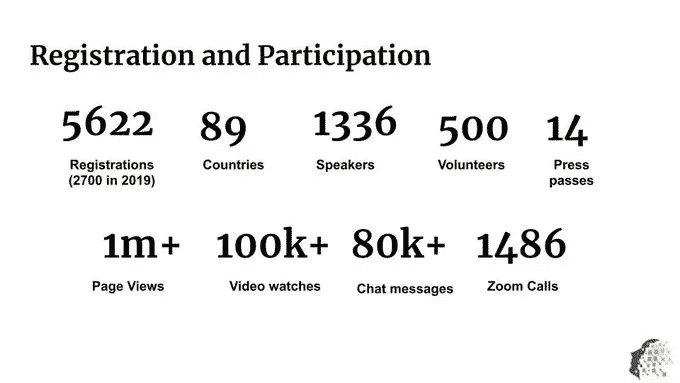 Registration and Participation
5622 89 1336 500 14
Registrations Countries Speakers Volunteers Press
(2700 in 2019) passes
1m+ 100k+ 80k+ 1486
Page Views Video watches Chat messages Zoom Calls